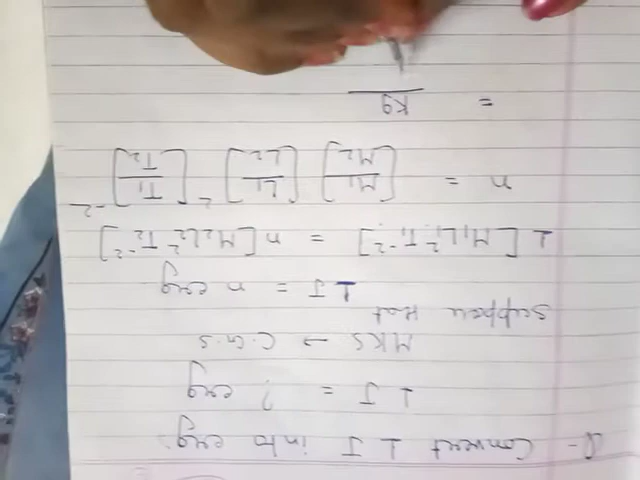 Q- Convert 1 J into erg.
1 J = ? erg
MKS → C.G.S
Suppou that
1 J = n erg
1 [M₁L₁²T₁⁻²] = n [M₂L₂²T₂⁻²]
n = [M₁/M₂] [L₁/L₂]² [T₁/T₂]⁻²
= Kg